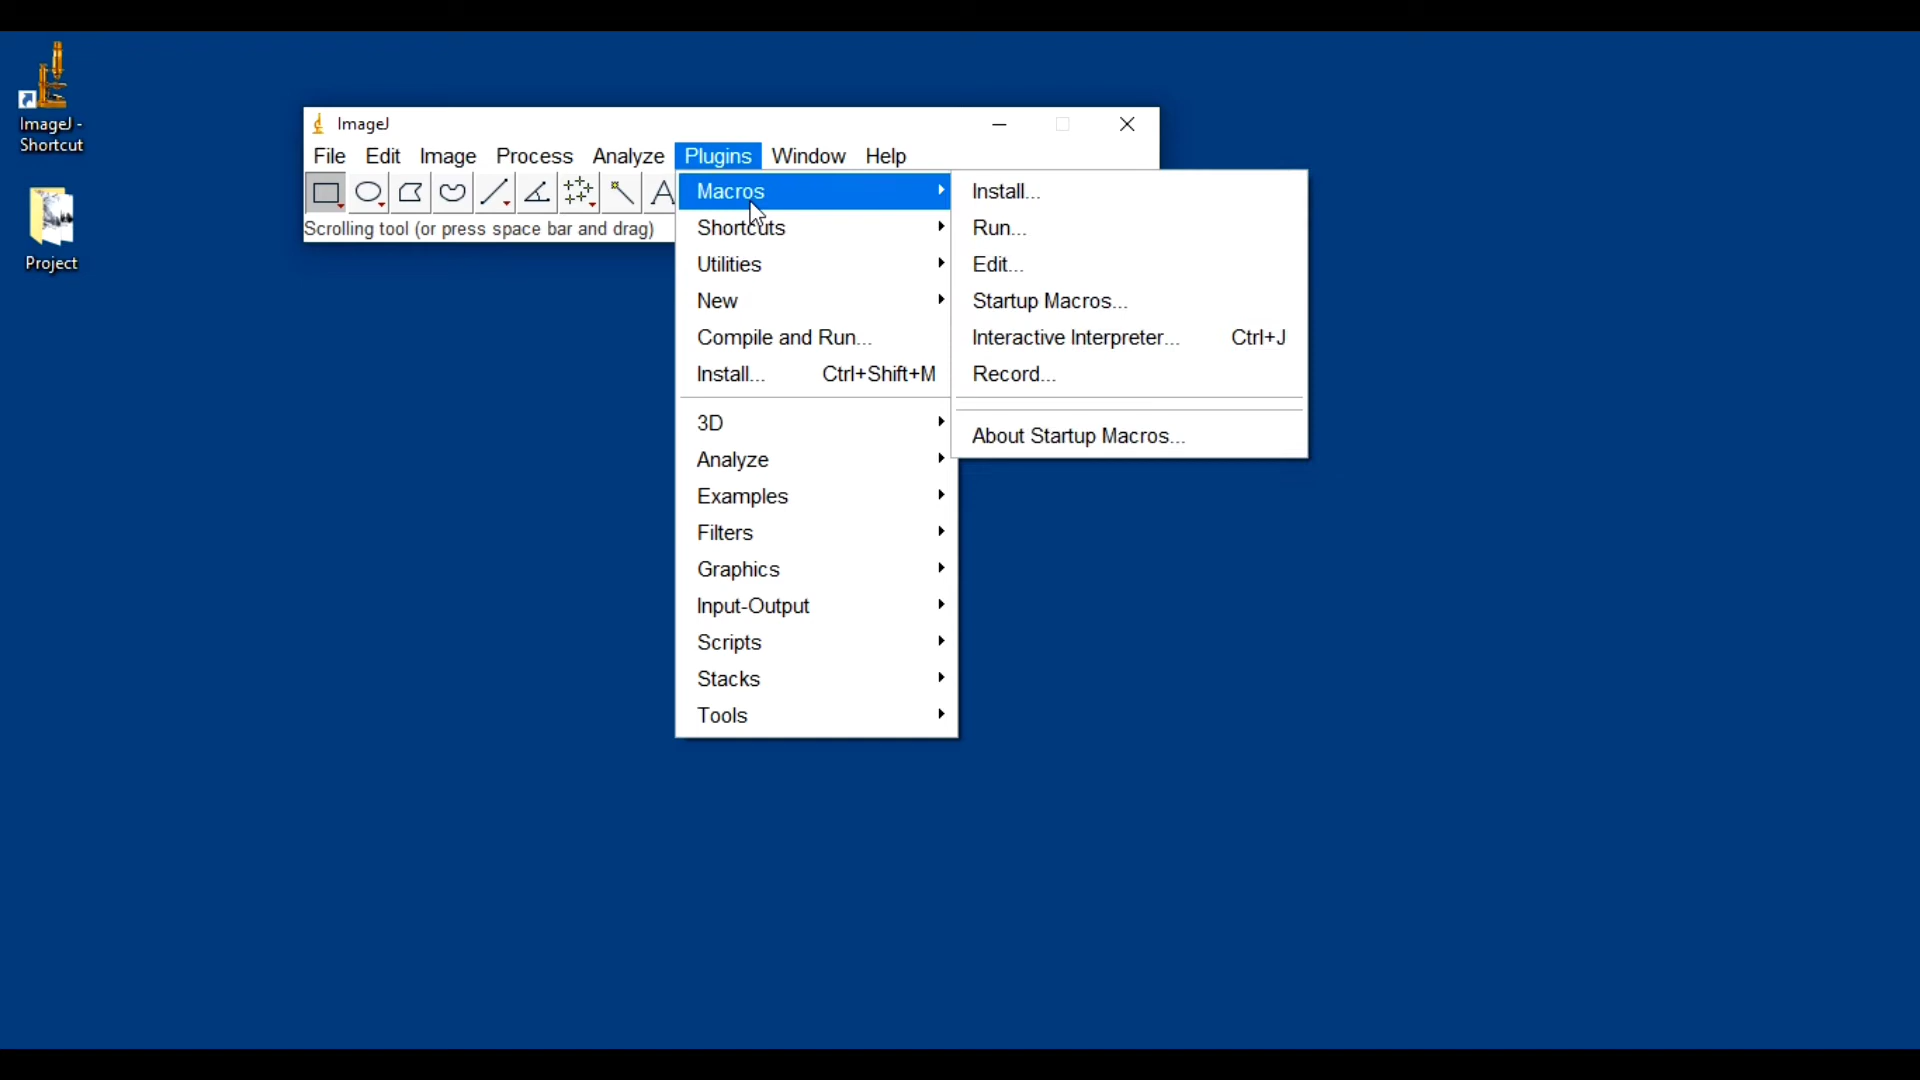 ImageJ -
Shortcut
Project
ImageJ
File Edit Image Process Analyze Plugins Window Help
A
Scrolling tool (or press space bar and drag)
Macros
Shortcuts
Utilities
New
Compile and Run...
Install... Ctrl+Shift+M
3D
Analyze
Examples
Filters
Graphics
Input-Output
Scripts
Stacks
Tools
Install...
Run...
Edit...
Startup Macros...
Interactive Interpreter... Ctrl+J
Record...
About Startup Macros...